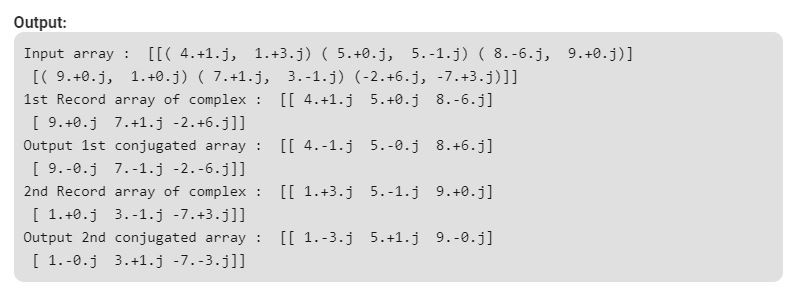 Output:
Input array :  [[( 4.+1.j,  1.+3.j) ( 5.+0.j,  5.-1.j) ( 8.-6.j,  9.+0.j)]
 [( 9.+0.j,  1.+0.j) ( 7.+1.j,  3.-1.j) (-2.+6.j, -7.+3.j)]]
1st Record array of complex :  [[ 4.+1.j  5.+0.j  8.-6.j]
 [ 9.+0.j  7.+1.j -2.+6.j]]
Output 1st conjugated array :  [[ 4.-1.j  5.-0.j  8.+6.j]
 [ 9.-0.j  7.-1.j -2.-6.j]]
2nd Record array of complex :  [[ 1.+3.j  5.-1.j  9.+0.j]
 [ 1.+0.j  3.-1.j -7.+3.j]]
Output 2nd conjugated array :  [[ 1.-3.j  5.+1.j  9.-0.j]
 [ 1.-0.j  3.+1.j -7.-3.j]]